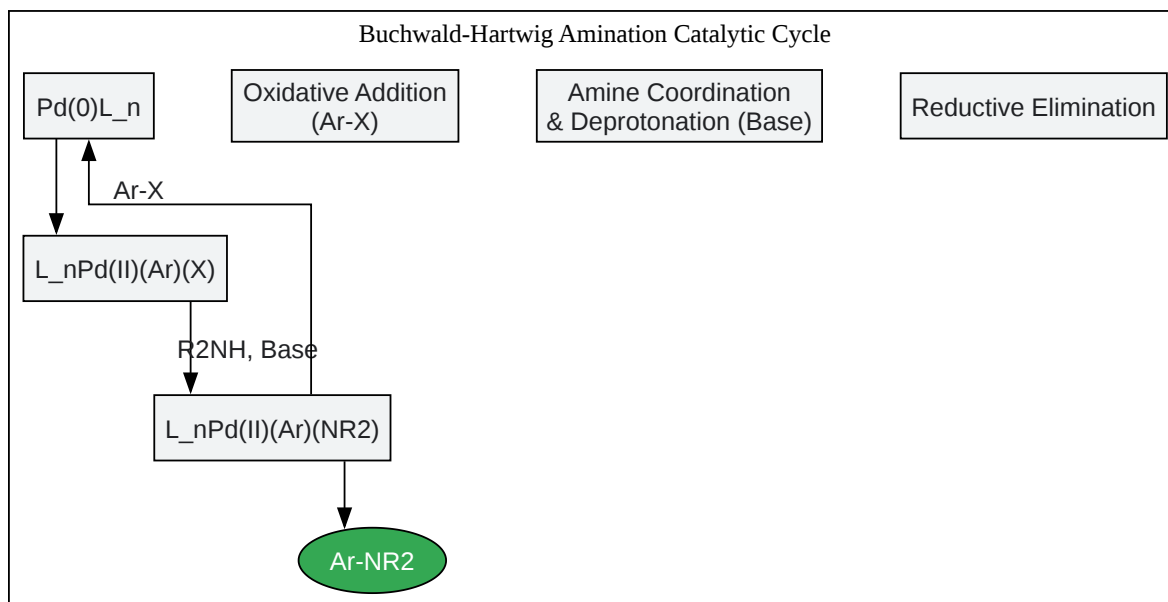 Buchwald-Hartwig Amination Catalytic Cycle
Pd(0)L_n
Oxidative Addition
(Ar-X)
Amine Coordination
& Deprotonation (Base)
Reductive Elimination
Ar-X
L_nPd(II)(Ar)(X)
R2NH, Base
L_nPd(II)(Ar)(NR2)
Ar-NR2